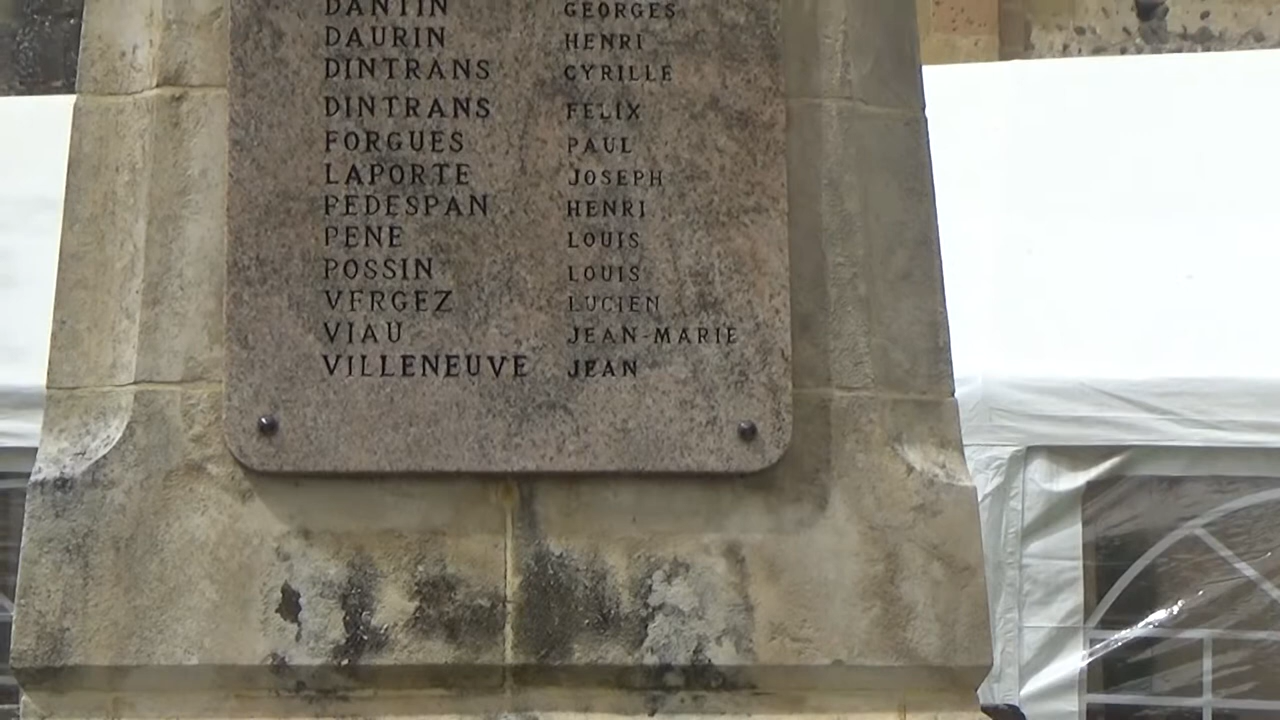 DANTIN GEORGES
DAURIN HENRI
DINTRANS CYRILLE
DINTRANS FELIX
FORGUES PAUL
LAPORTE JOSEPH
PEDESPAN HENRI
PENE LOUIS
POSSIN LOUIS
VERGEZ LUCIEN
VIAU JEAN-MARIE
VILLENEUVE JEAN